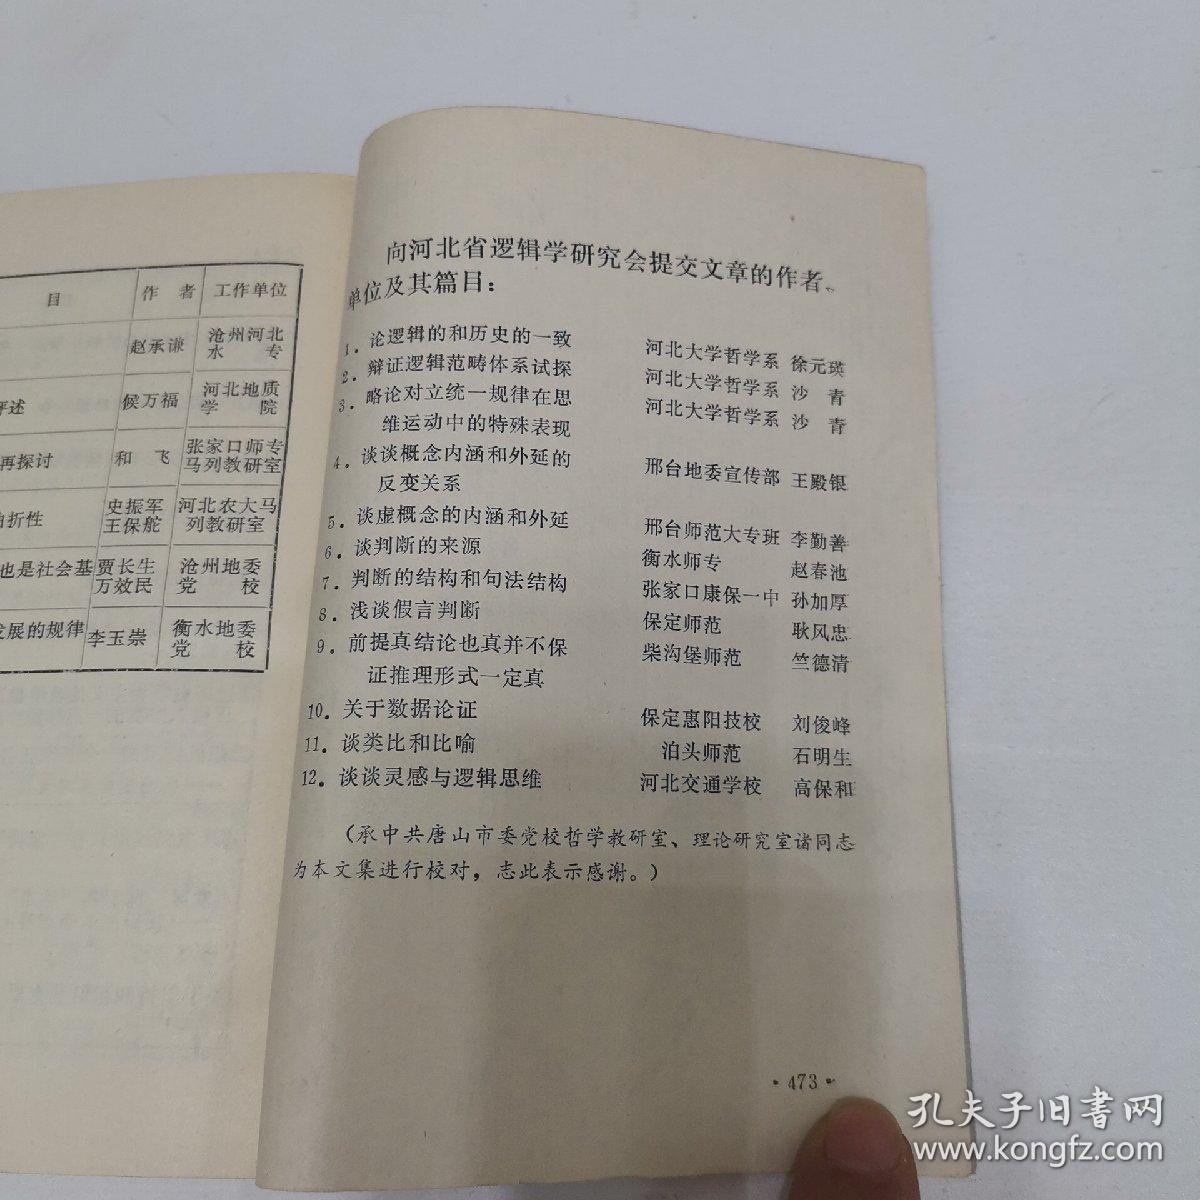 目 作 者 工作单位
赵承谦 沧州河北
水 专
评述 侯万福 河北地质
学 院
再探讨 和 飞 张家口师专
马列教研室
曲折性 史振军 河北农大马
王保舵 列教研室
也是社会基 贾长生 沧州地委
万效民 党 校
发展的规律 李玉崇 衡水地委
党 校
向河北省逻辑学研究会提交文章的作者、
单位及其篇目：
1．论逻辑的和历史的一致 河北大学哲学系 徐元瑛
2．辩证逻辑范畴体系试探 河北大学哲学系 沙 青
3．略论对立统一规律在思 河北大学哲学系 沙 青
维运动中的特殊表现
4．谈谈概念内涵和外延的
反变关系 邢台地委宣传部 王殿银
5．谈虚概念的内涵和外延 邢台师范大专班 李勤善
6．谈判断的来源 衡水师专 赵春池
7．判断的结构和句法结构 张家口康保一中 孙加厚
8．浅谈假言判断 保定师范 耿风忠
9．前提真结论也真并不保 柴沟堡师范 竺德清
证推理形式一定真
10．关于数据论证 保定惠阳技校 刘俊峰
11．谈类比和比喻 泊头师范 石明生
12．谈谈灵感与逻辑思维 河北交通学校 高保和
（承中共唐山市委党校哲学教研室、理论研究室诸同志
为本文集进行校对，志此表示感谢。）
·473·
孔夫子旧书网
www.kongfz.com